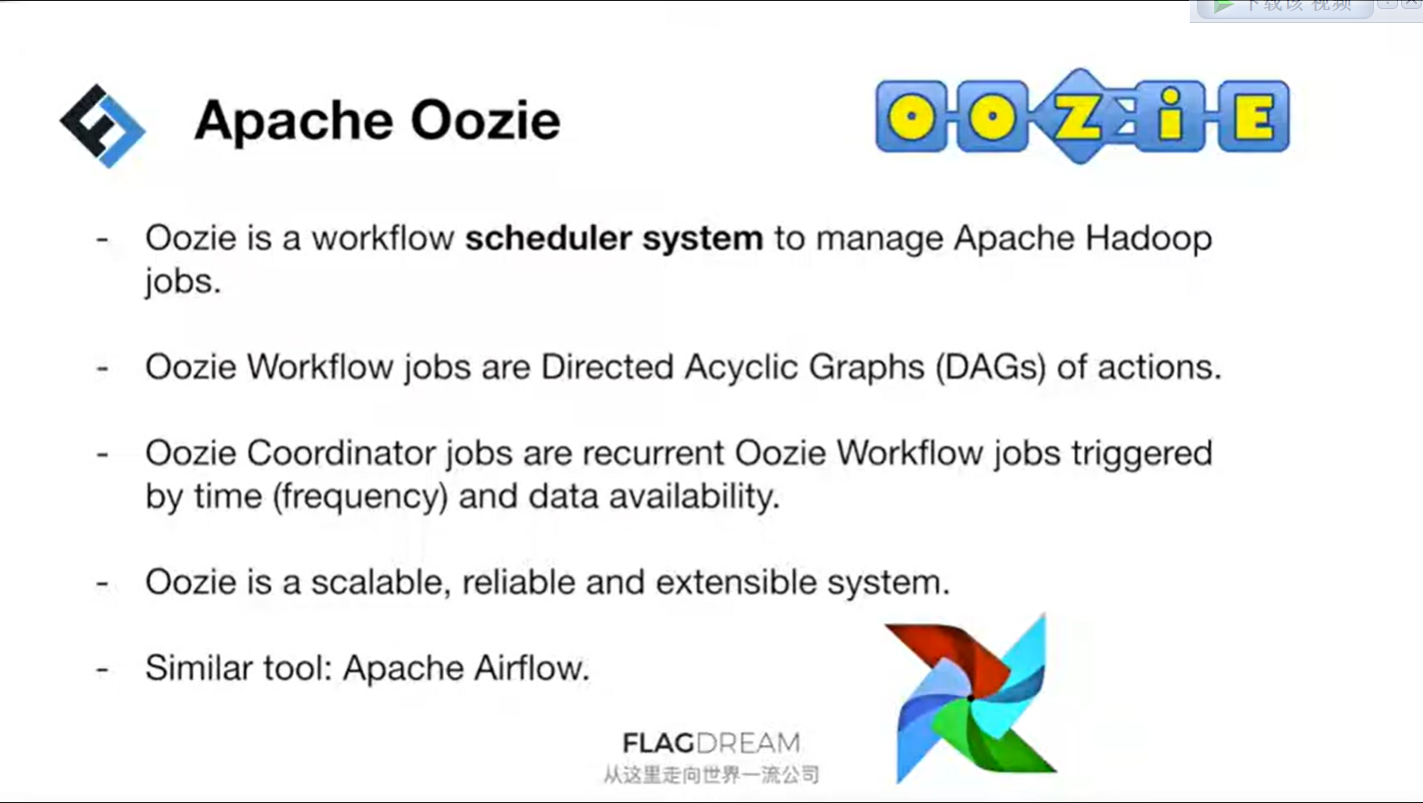 下载该 视频
Apache Oozie
OOZiE
- Oozie is a workflow scheduler system to manage Apache Hadoop
jobs.
- Oozie Workflow jobs are Directed Acyclic Graphs (DAGs) of actions.
- Oozie Coordinator jobs are recurrent Oozie Workflow jobs triggered
by time (frequency) and data availability.
- Oozie is a scalable, reliable and extensible system.
- Similar tool: Apache Airflow.
FLAGDREAM
从这里走向世界一流公司